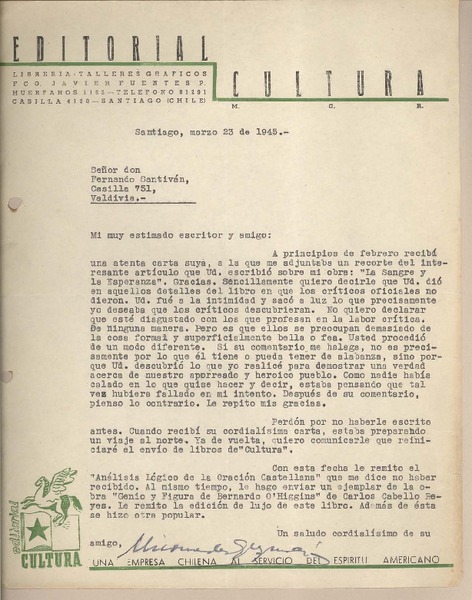 EDITORIAL
LIBRERIA - TALLERES GRAFICOS
FCO. JAVIER FUENTES P.
HUERFANOS 1165 — TELEFONO 81291
CASILLA 4130 — SANTIAGO (CHILE)
CULTURA
M. C. R.
Santiago, marzo 23 de 1945.-
Señor don
Fernando Santiván,
Casilla 751,
Valdivia.-
Mi muy estimado escritor y amigo:
A principios de febrero recibí
una atenta carta suya, a la que me adjuntaba un recorte del inte-
resante artículo que Ud. escribió sobre mi obra: "La Sangre y
la Esperanza". Gracias. Sencillamente quiero decirle que Ud. dió
en aquellos detalles del libro en que los críticos oficiales no
dieron. Ud. fué a la intimidad y sacó a luz lo que precisamente
yo deseaba que los críticos descubrieran. No quiero declarar
que esté disgustado con los que profesan en la labor crítica.
De ninguna manera. Pero es que ellos se preocupan demasiado de
la cosa formal y superficialmente bella o fea. Usted procedió
de un modo diferente. Si su comentario me halaga, no es preci-
samente por lo que él tiene o pueda tener de alabanza, sino por-
que Ud. descubrió lo que yo realicé para demostrar una verdad
acerca de nuestro aporreado y heroico pueblo. Como nadie había
calado en lo que quise hacer y decir, estaba pensando que tal
vez hubiera fallado en mi intento. Después de su comentario,
pienso lo contrario. Le repito mis gracias.
Perdón por no haberle escrito
antes. Cuando recibí su cordialísima carta, estaba preparando
un viaje al norte. Ya de vuelta, quiero comunicarle que reini-
ciaré el envío de libros de"Cultura".
Con esta fecha le remito el
"Análisis Lógico de la Oración Castellana" que me dice no haber
recibido. Al mismo tiempo, le hago enviar un ejemplar de la o-
bra "Genio y Figura de Bernardo O'Higgins" de Carlos Cabello Re-
yes. Le remito la edición de lujo de este libro. Además de ésta
se hizo otra popular.
Un saludo cordialísimo de su
amigo,
Nicomedes Guzmán
editorial
CULTURA
UNA EMPRESA CHILENA AL SERVICIO DEL ESPIRITU AMERICANO